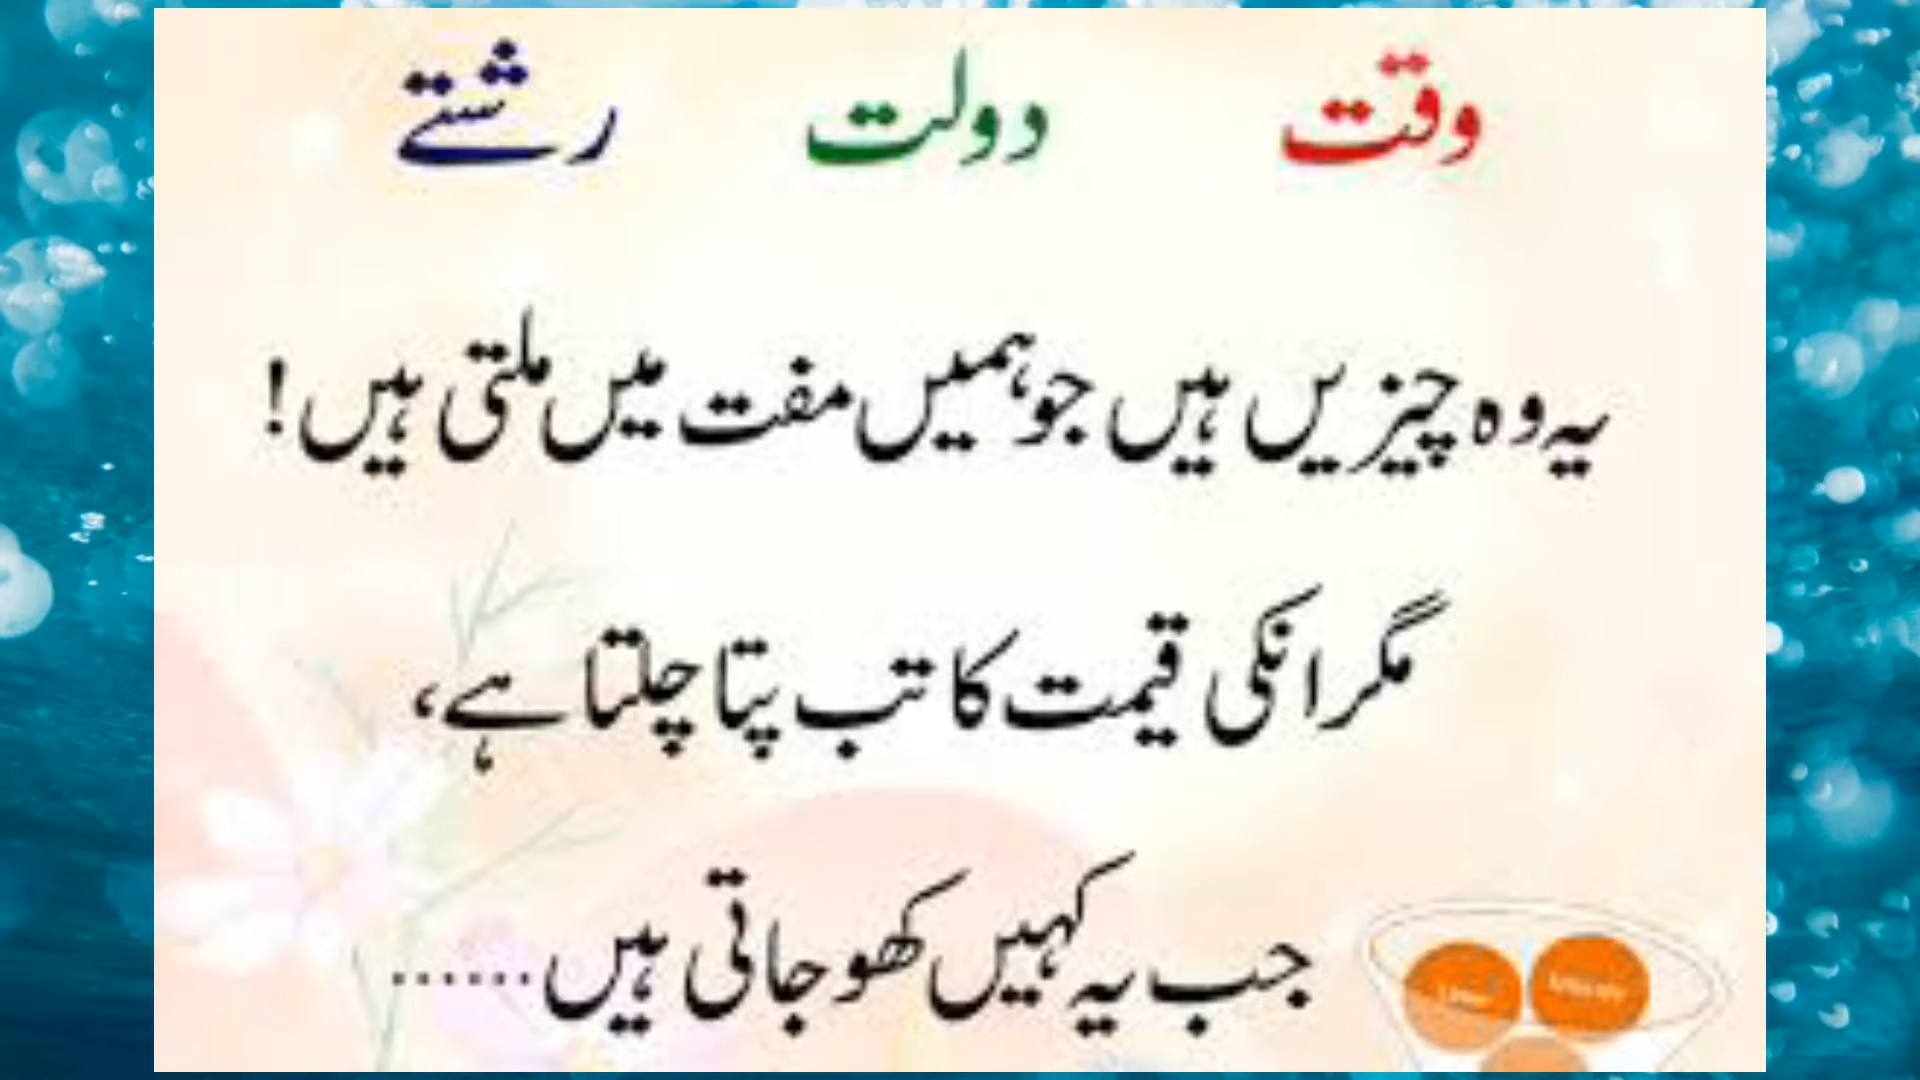 وقت دولت رشتے
یہ وہ چیزیں ہیں جو ہمیں مفت میں ملتی ہیں!
مگر انکی قیمت کا تب پتا چلتا ہے،
جب یہ کہیں کھو جاتی ہیں......